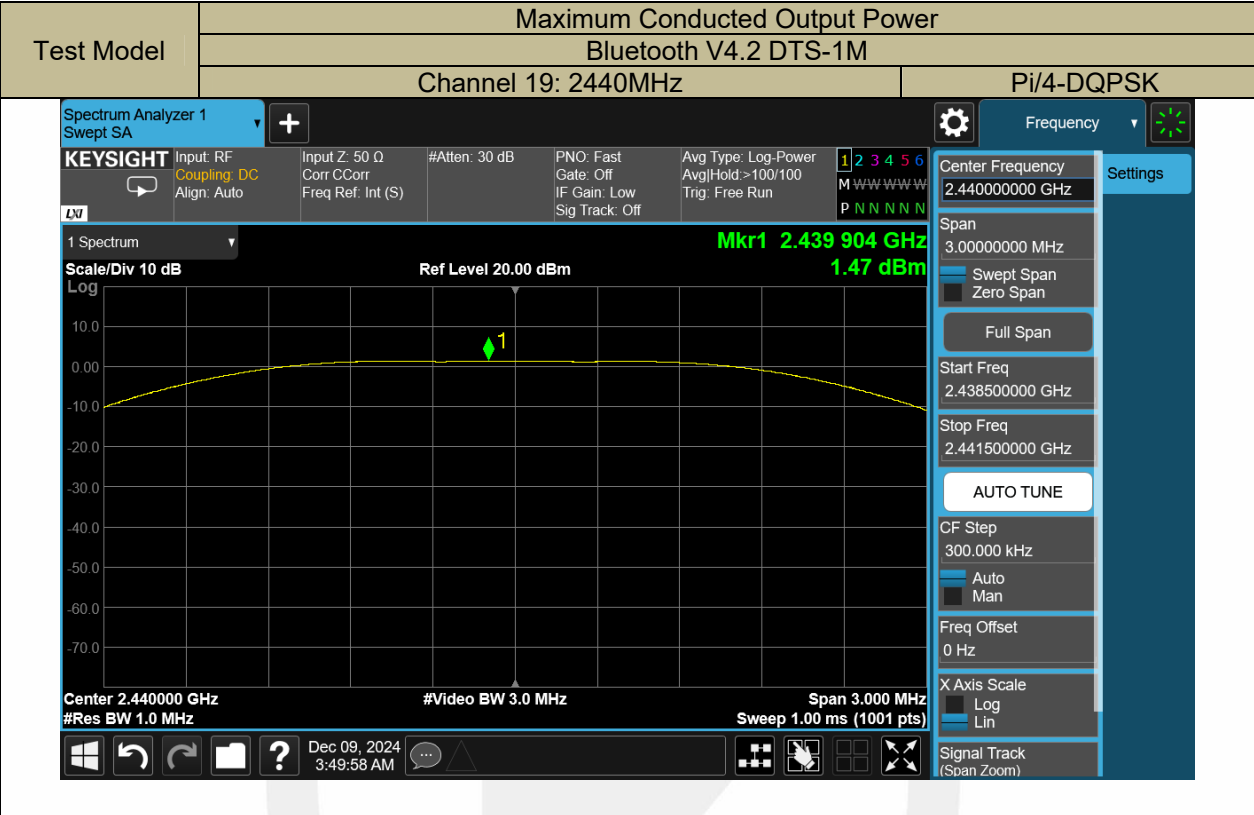 Test Model
Maximum Conducted Output Power
Bluetooth V4.2 DTS-1M
Channel 19: 2440MHz
Pi/4-DQPSK
Spectrum Analyzer 1
Swept SA
+
Frequency
KEYSIGHT
LXI
Input: RF
Coupling: DC
Align: Auto
Input Z: 50 Ω
Corr CCorr
Freq Ref: Int (S)
#Atten: 30 dB
PNO: Fast
Gate: Off
IF Gain: Low
Sig Track: Off
Avg Type: Log-Power
Avg|Hold:>100/100
Trig: Free Run
1 2 3 4 5 6
M W W W W W
P N N N N N
1 Spectrum
Scale/Div 10 dB
Log
Ref Level 20.00 dBm
Mkr1 2.439 904 GHz
1.47 dBm
1
10.0
0.00
-10.0
-20.0
-30.0
-40.0
-50.0
-60.0
-70.0
Center 2.440000 GHz
#Res BW 1.0 MHz
#Video BW 3.0 MHz
Span 3.000 MHz
Sweep 1.00 ms (1001 pts)
?
Dec 09, 2024
3:49:58 AM
Center Frequency
2.440000000 GHz
Settings
Span
3.00000000 MHz
Swept Span
Zero Span
Full Span
Start Freq
2.438500000 GHz
Stop Freq
2.441500000 GHz
AUTO TUNE
CF Step
300.000 kHz
Auto
Man
Freq Offset
0 Hz
X Axis Scale
Log
Lin
Signal Track
(Span Zoom)